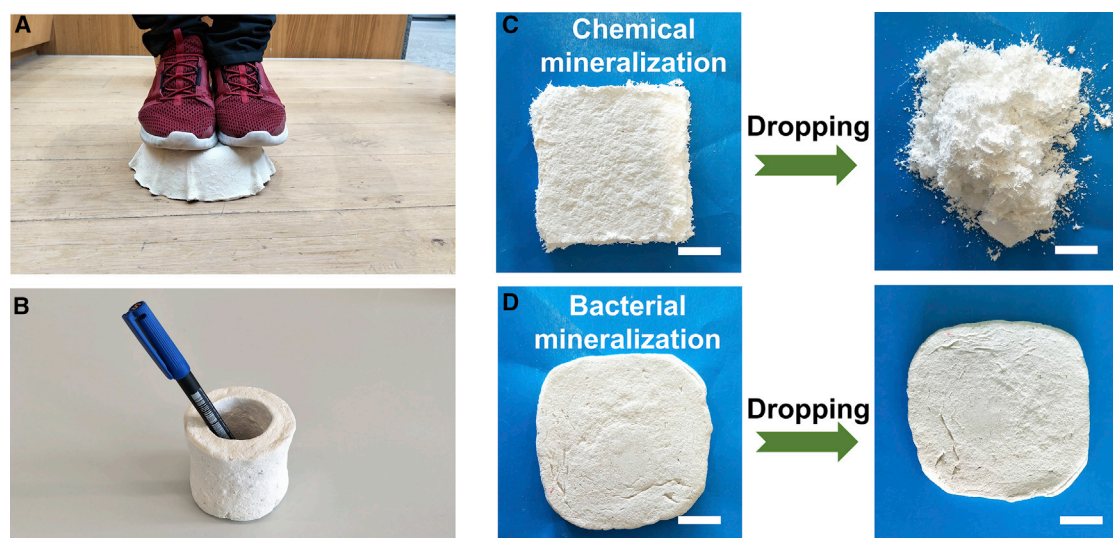 A
B
C
Chemical
mineralization
Dropping
D
Bacterial
mineralization
Dropping